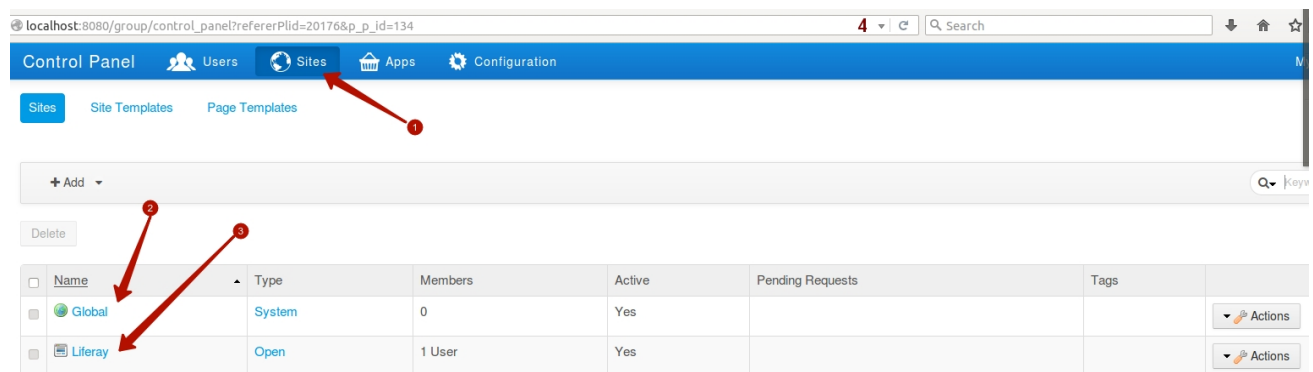 localhost:8080/group/control_panel?refererPlid=20176&p_p_id=134 4 Search
Control Panel Users Sites Apps Configuration
Sites Site Templates Page Templates
1
+ Add
2
3
Delete
Name Type Members Active Pending Requests Tags
Global System 0 Yes Actions
Liferay Open 1 User Yes Actions